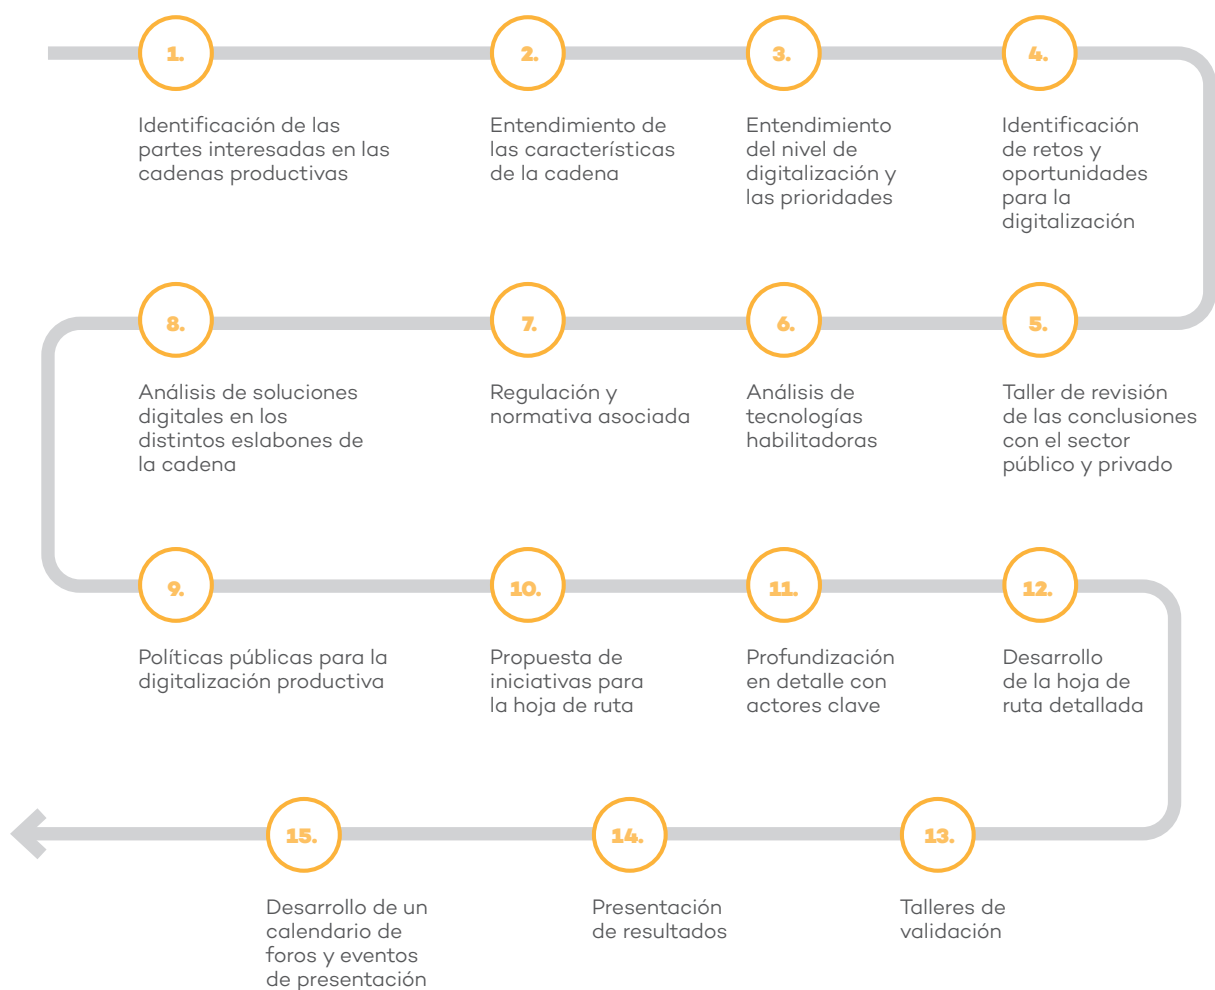 1.
Identificación de las
partes interesadas en las
cadenas productivas
2.
Entendimiento de
las características
de la cadena
3.
Entendimiento
del nivel de
digitalización y
las prioridades
4.
Identificación
de retos y
oportunidades
para la
digitalización
5.
Taller de revisión
de las conclusiones
con el sector
público y privado
6.
Análisis de
tecnologías
habilitadoras
7.
Regulación y
normativa asociada
8.
Análisis de soluciones
digitales en los
distintos eslabones de
la cadena
9.
Políticas públicas para la
digitalización productiva
10.
Propuesta de
iniciativas para
la hoja de ruta
11.
Profundización
en detalle con
actores clave
12.
Desarrollo
de la hoja de
ruta detallada
13.
Talleres de
validación
14.
Presentación
de resultados
15.
Desarrollo de un
calendario de
foros y eventos
de presentación